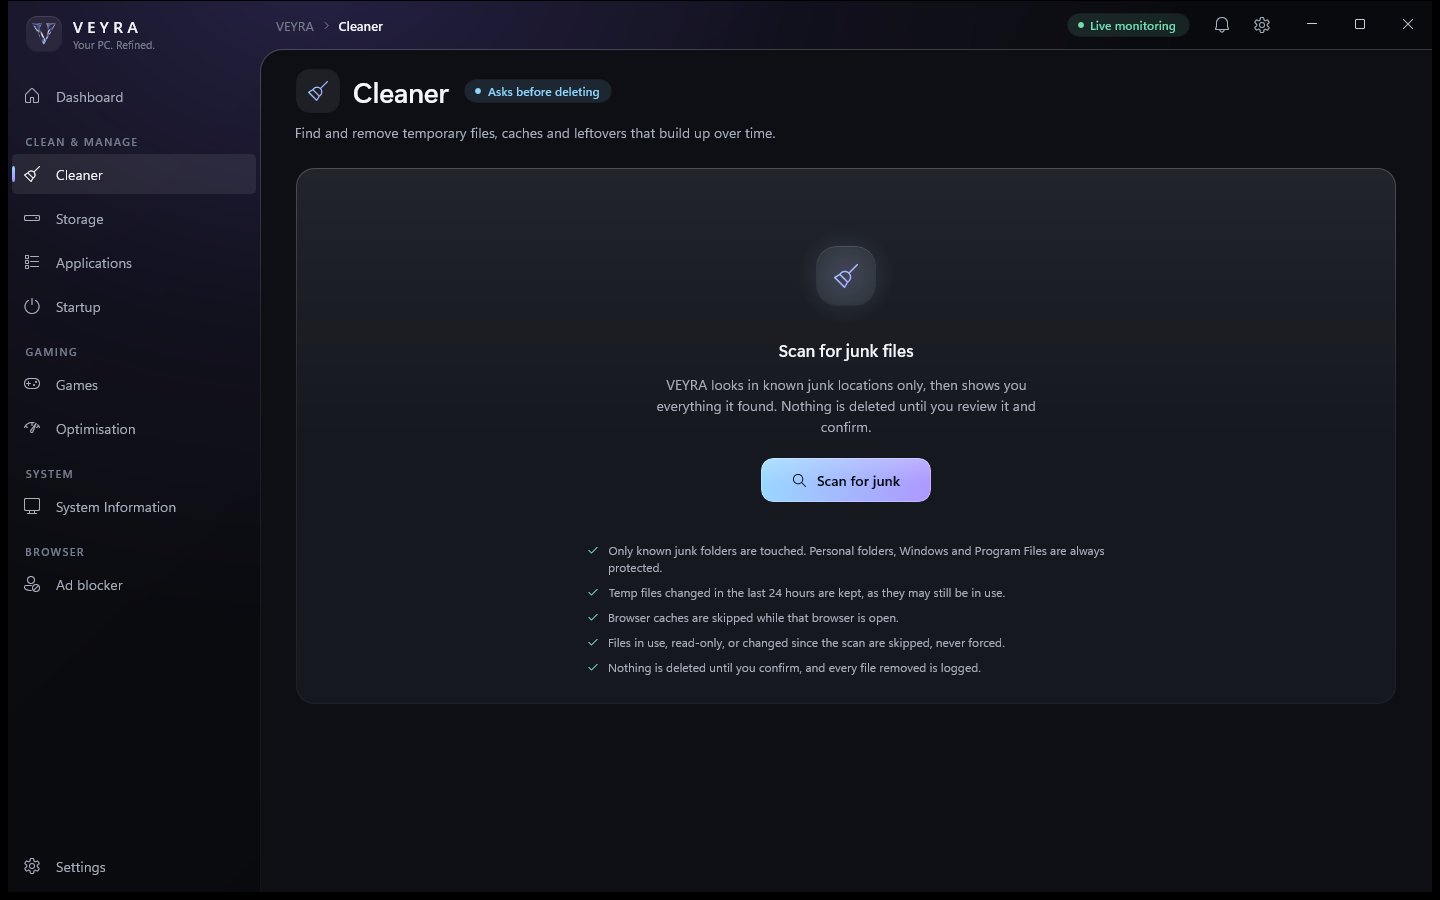 VEYRA
Your PC. Refined.
VEYRA > Cleaner
Live monitoring
Dashboard
CLEAN & MANAGE
Cleaner
Storage
Applications
Startup
GAMING
Games
Optimisation
SYSTEM
System Information
BROWSER
Ad blocker
Settings
Cleaner
Asks before deleting
Find and remove temporary files, caches and leftovers that build up over time.
Scan for junk files
VEYRA looks in known junk locations only, then shows you
everything it found. Nothing is deleted until you review it and
confirm.
Scan for junk
Only known junk folders are touched. Personal folders, Windows and Program Files are always
protected.
Temp files changed in the last 24 hours are kept, as they may still be in use.
Browser caches are skipped while that browser is open.
Files in use, read-only, or changed since the scan are skipped, never forced.
Nothing is deleted until you confirm, and every file removed is logged.